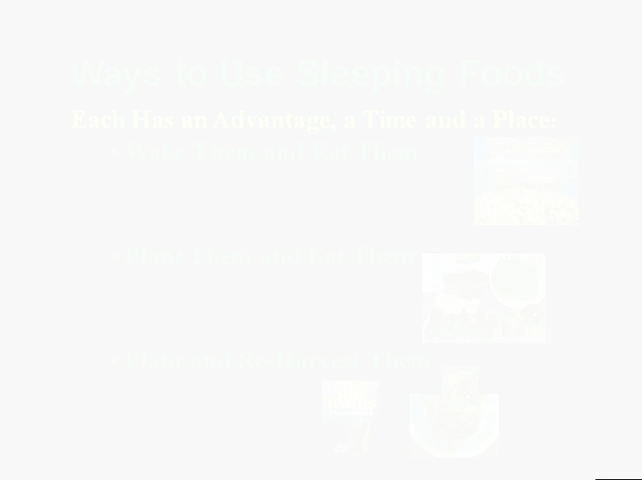 Ways to Use Sleeping Foods
Each Has an Advantage, a Time and a Place:
• Wake Them and Eat Them
• Plant Them and Eat Them
• Plant and Re-Harvest Them